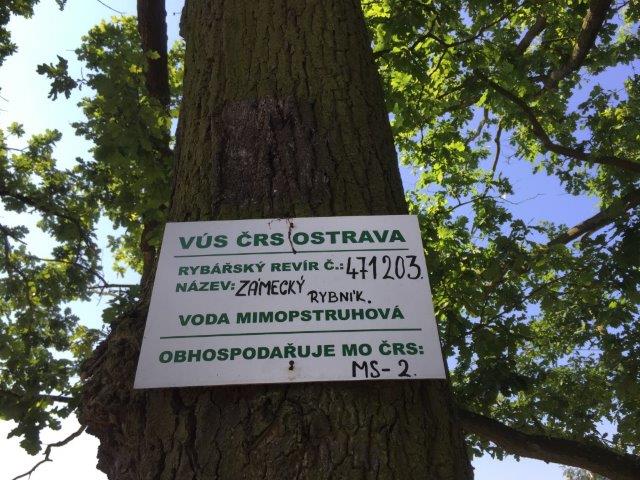 VÚS ČRS OSTRAVA
RYBÁŘSKÝ REVÍR Č.: 471203.
NÁZEV: ZÁMECKÝ RYBNÍK.
VODA MIMOPSTRUHOVÁ
OBHOSPODAŘUJE MO ČRS:
MS-2.